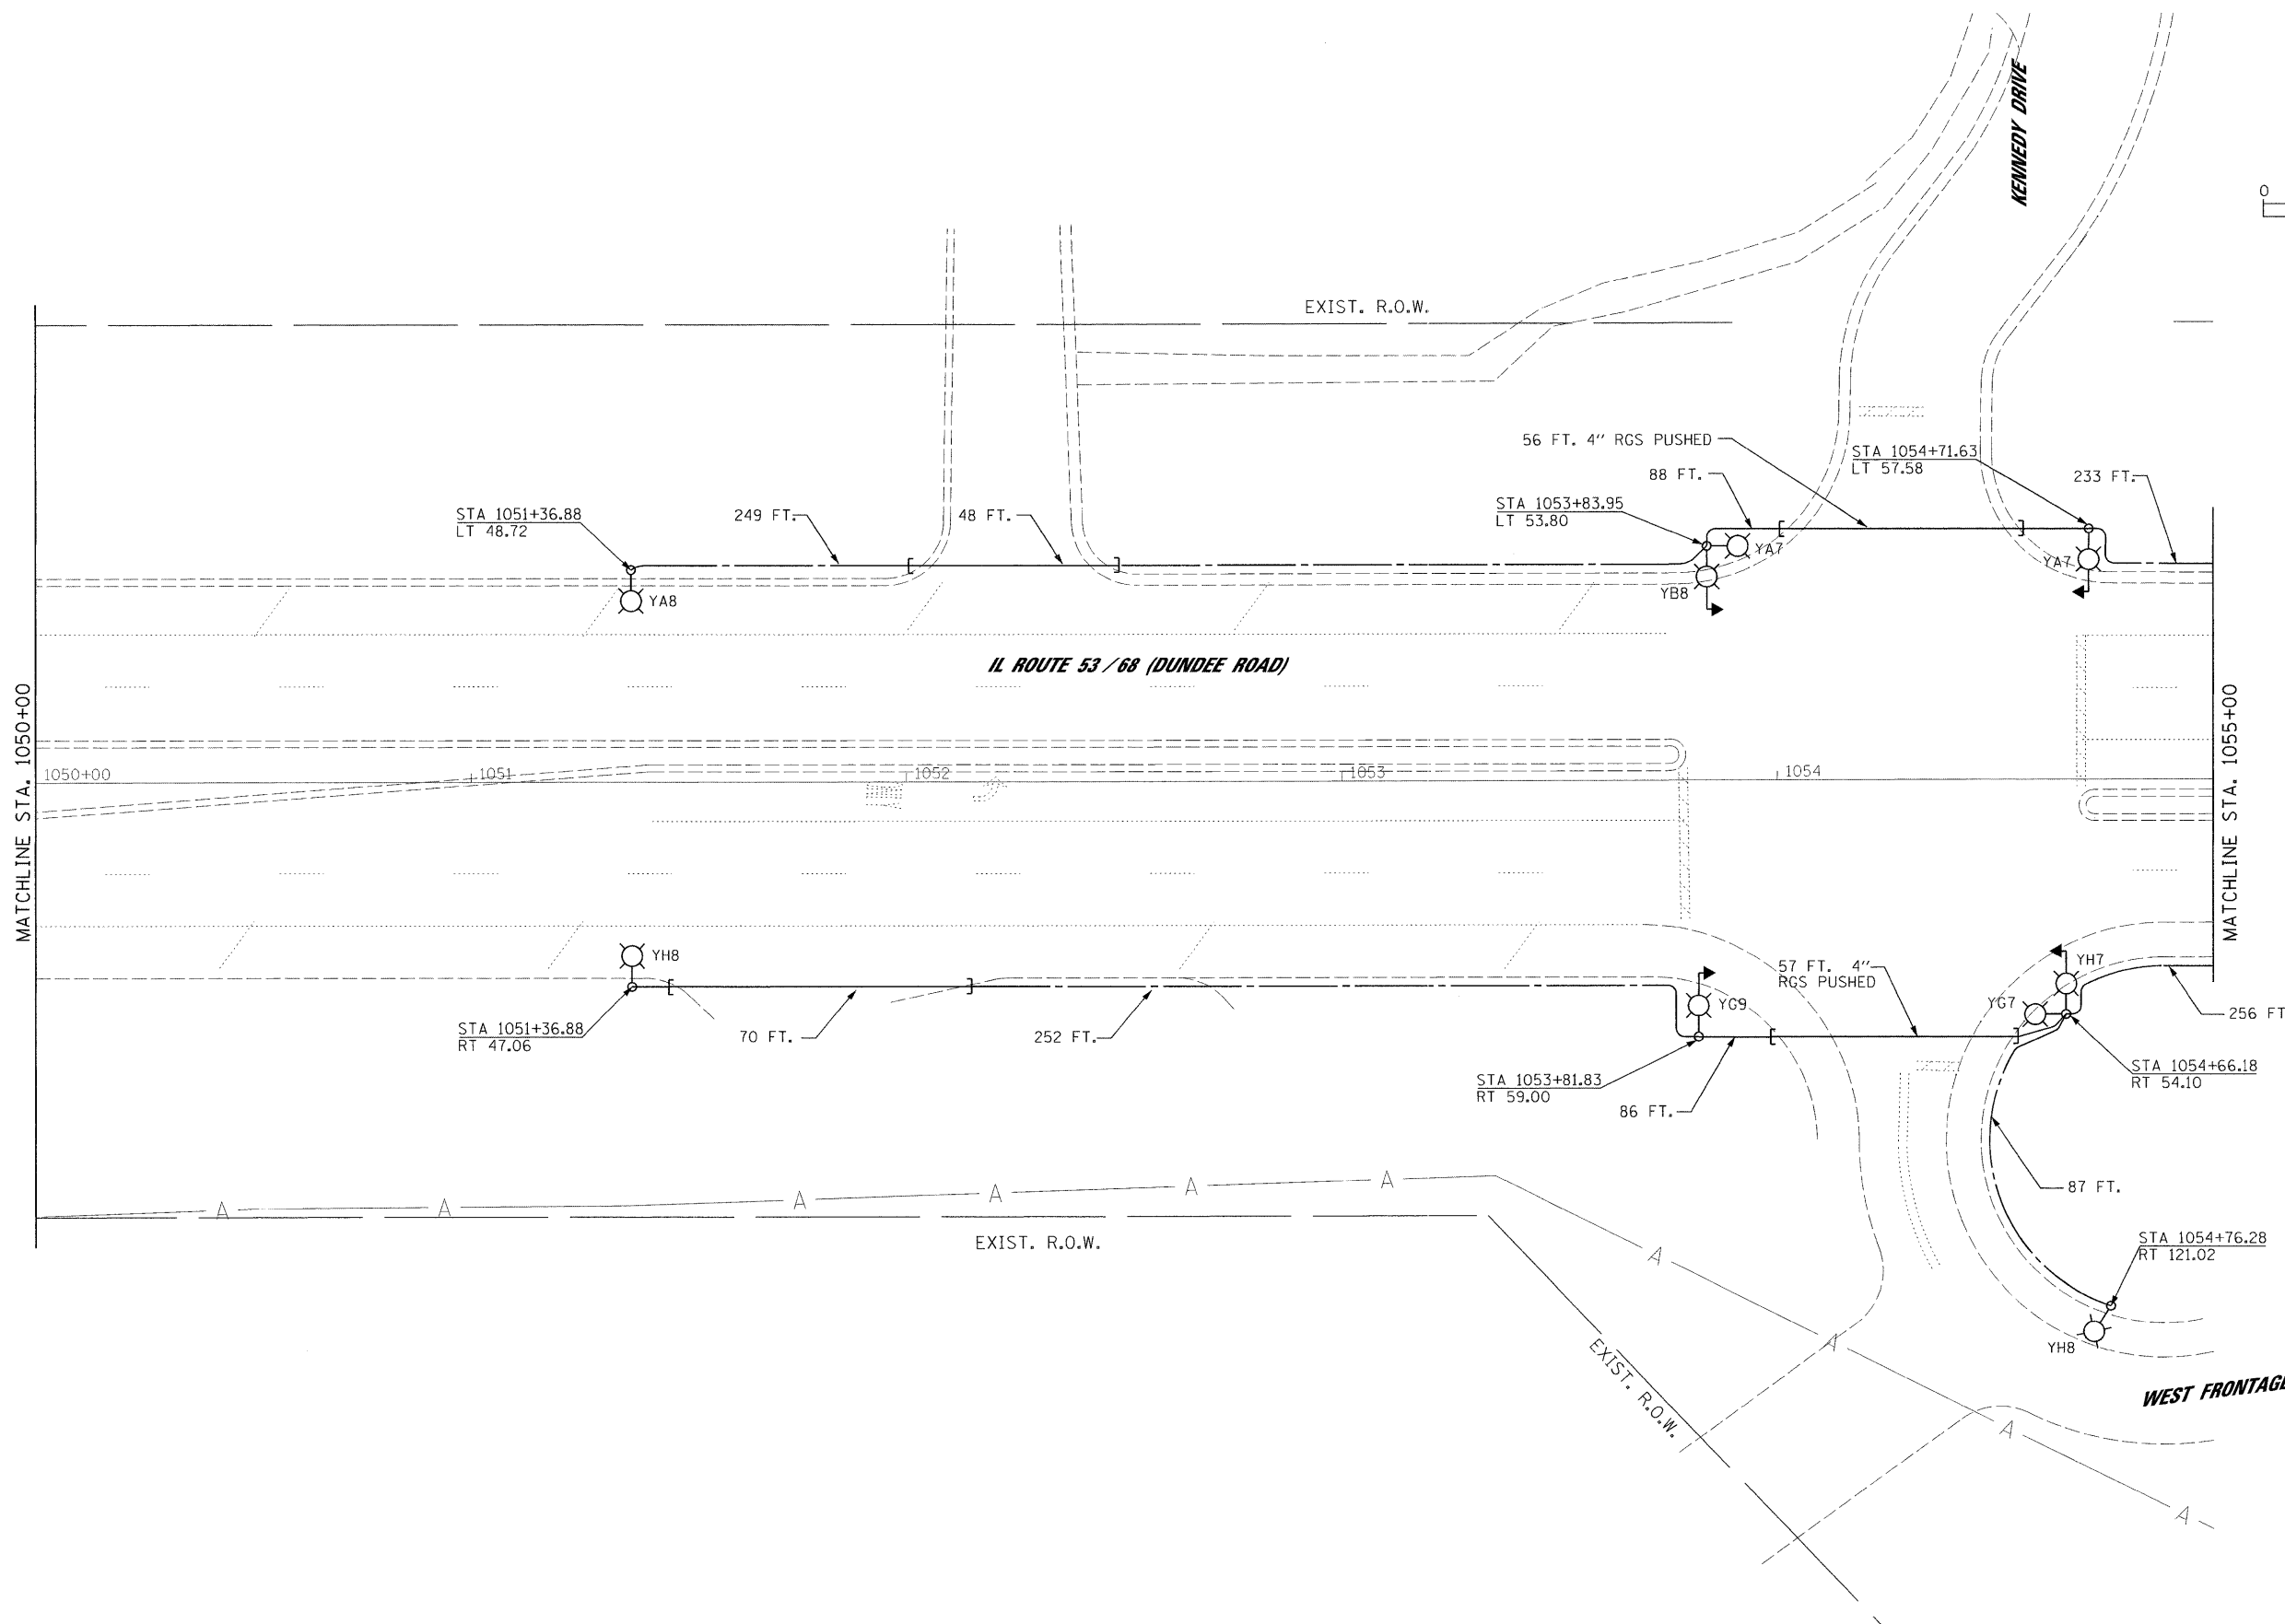 KENNEDY DRIVE
0
EXIST. R.O.W.
56 FT. 4" RGS PUSHED
STA 1054+71.63
LT 57.58
88 FT.
233 FT.
STA 1053+83.95
LT 53.80
STA 1051+36.88
LT 48.72
249 FT.
48 FT.
YA7
YA7
YA8
YB8
IL ROUTE 53/68 (DUNDEE ROAD)
MATCHLINE STA. 1050+00
MATCHLINE STA. 1055+00
1050+00
1051
1052
1053
1054
YH8
YH7
57 FT. 4"
RGS PUSHED
YG9
YG7
256 FT
STA 1051+36.88
RT 47.06
70 FT.
252 FT.
STA 1053+81.83
RT 59.00
86 FT.
STA 1054+66.18
RT 54.10
87 FT.
A
A
A
A
A
A
EXIST. R.O.W.
STA 1054+76.28
RT 121.02
A
A
YH8
EXIST. R.O.W.
WEST FRONTAGE
A
A